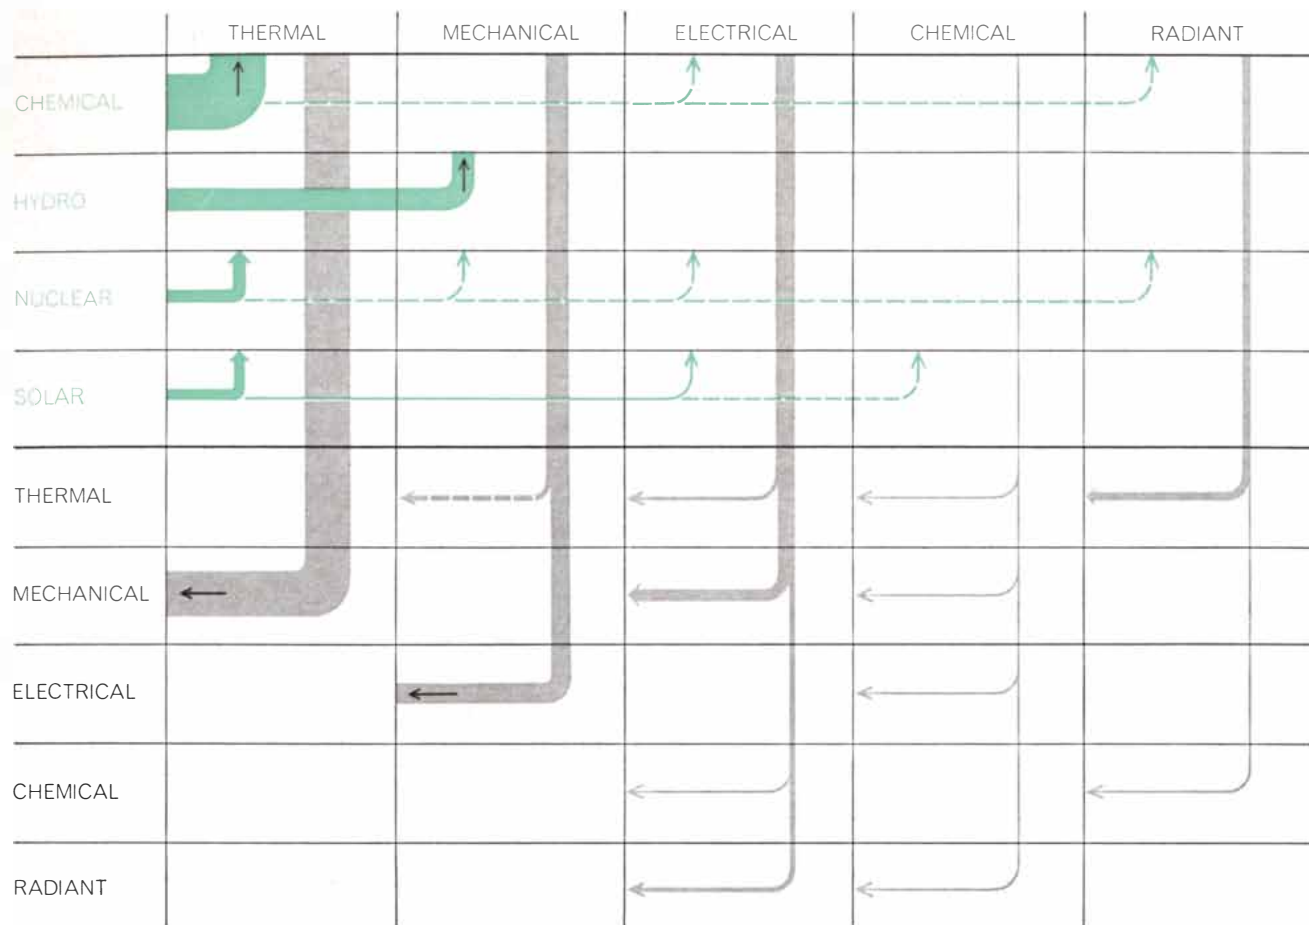 THERMAL MECHANICAL ELECTRICAL CHEMICAL RADIANT
CHEMICAL
HYDRO
NUCLEAR
SOLAR
THERMAL
MECHANICAL
ELECTRICAL
CHEMICAL
RADIANT